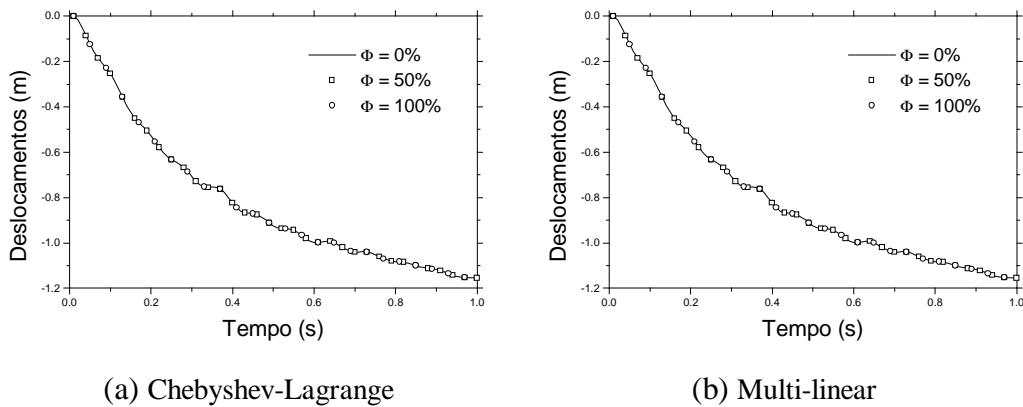 0.0
-0.2
-0.4
-0.6
-0.8
-1.0
-1.2
Deslocamentos (m)
Φ = 0%
Φ = 50%
Φ = 100%
0.0 0.2 0.4 0.6 0.8 1.0
Tempo (s)
(a) Chebyshev-Lagrange
0.0
-0.2
-0.4
-0.6
-0.8
-1.0
-1.2
Deslocamentos (m)
Φ = 0%
Φ = 50%
Φ = 100%
0.0 0.2 0.4 0.6 0.8 1.0
Tempo (s)
(b) Multi-linear